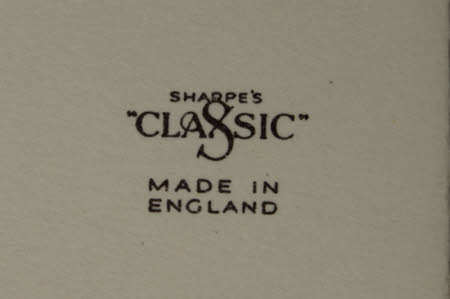 SHARPE'S
"CLASSIC"
MADE IN
ENGLAND